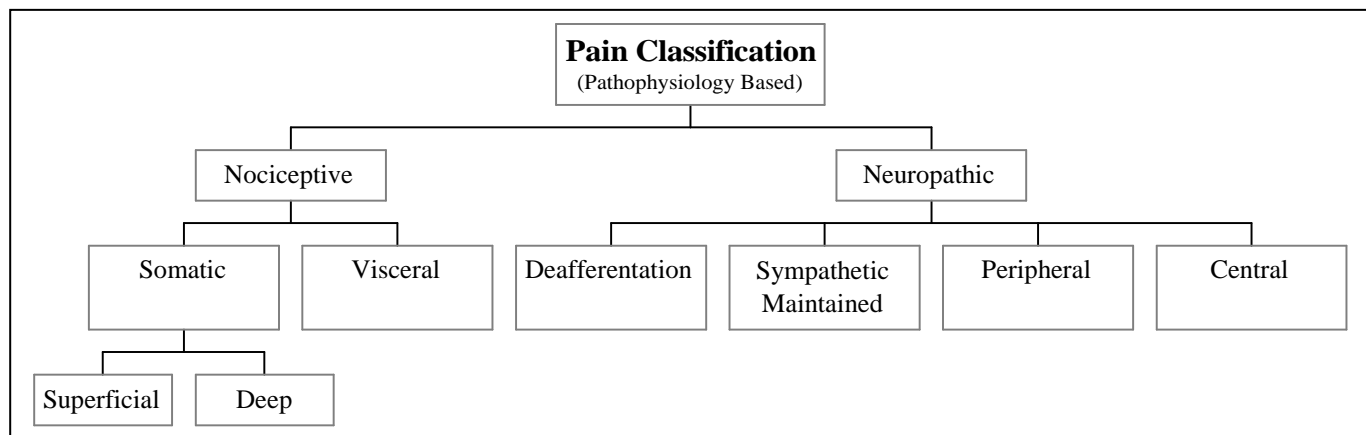 Pain Classification
(Pathophysiology Based)
Nociceptive
Neuropathic
Somatic
Visceral
Deafferentation
Sympathetic
Maintained
Peripheral
Central
Superficial
Deep